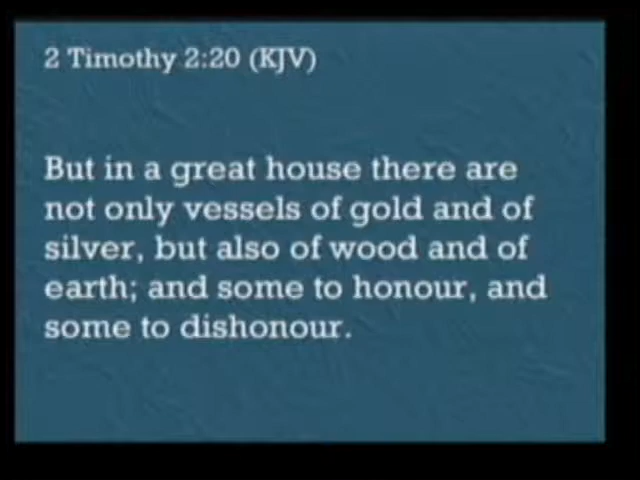 2 Timothy 2:20 (KJV)
But in a great house there are
not only vessels of gold and of
silver, but also of wood and of
earth; and some to honour, and
some to dishonour.